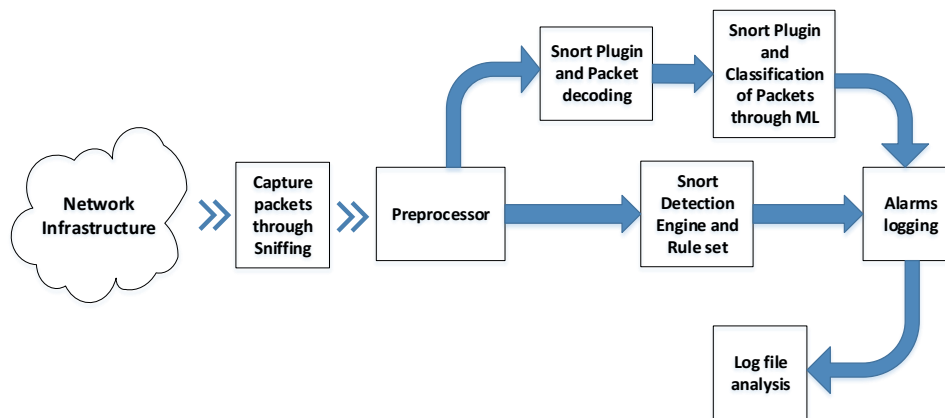 Network
Infrastructure
Capture
packets
through
Sniffing
Preprocessor
Snort Plugin
and Packet
decoding
Snort Plugin
and
Classification
of Packets
through ML
Snort
Detection
Engine and
Rule set
Alarms
logging
Log file
analysis